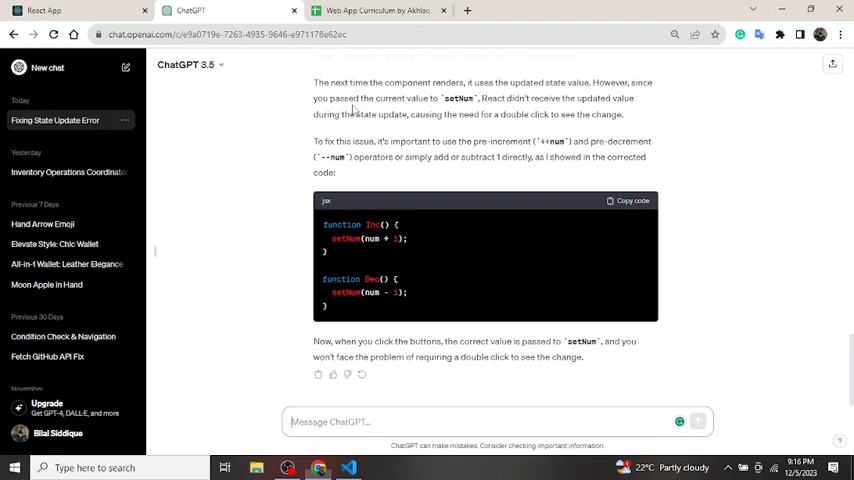 React App
ChatGPT
Web App Curriculum by Akhlaq
chat.openai.com/c/e9a0719e-7263-4935-9646-e971178e62ec
New chat
Today
Fixing State Update Error
Yesterday
Inventory Operations Coordinato
Previous 7 Days
Hand Arrow Emoji
Elevate Style: Chic Wallet
All-in-1 Wallet: Leather Elegance
Moon Apple in Hand
Previous 30 Days
Condition Check & Navigation
Fetch GitHub API Fix
November
Upgrade
Get GPT-4, DALL·E, and more
Bilal Siddique
ChatGPT 3.5
The next time the component renders, it uses the updated state value. However, since
you passed the current value to `setNum`, React didn't receive the updated value
during the state update, causing the need for a double click to see the change.
To fix this issue, it's important to use the pre-increment (`++num`) and pre-decrement
(`--num`) operators or simply add or subtract 1 directly, as I showed in the corrected
code:
jsx
Copy code
function Inc() {
setNum(num + 1);
}
function Dec() {
setNum(num - 1);
}
Now, when you click the buttons, the correct value is passed to `setNum`, and you
won't face the problem of requiring a double click to see the change.
Message ChatGPT...
ChatGPT can make mistakes. Consider checking important information.
?
Type here to search
22°C Partly cloudy
9:16 PM
12/5/2023